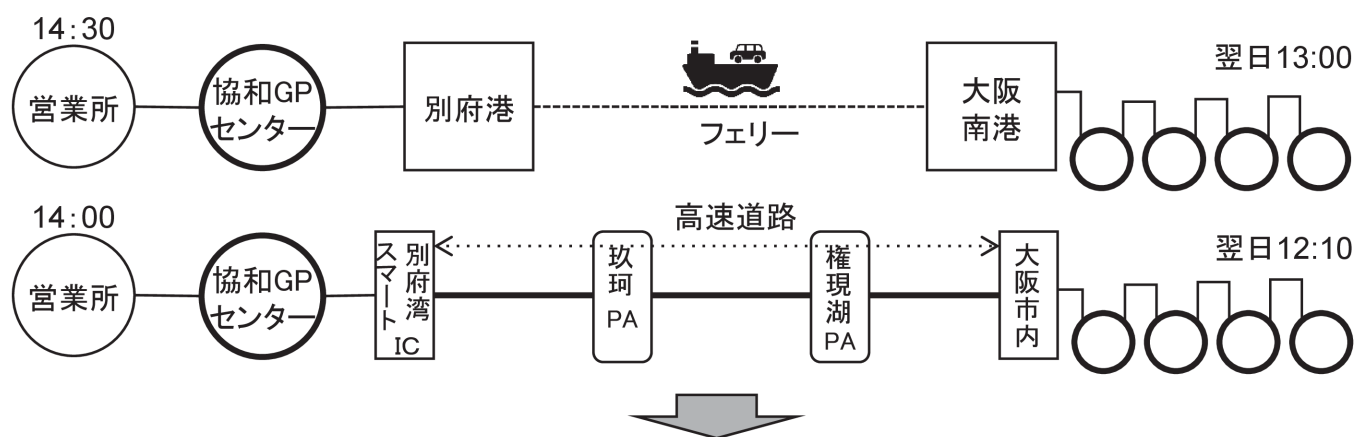 14:30
営業所
協和GP
センター
別府港
フェリー
大阪
南港
翌日13:00
14:00
営業所
協和GP
センター
別府湾
スマート
IC
高速道路
玖珂
PA
権現湖
PA
大阪市内
翌日12:10